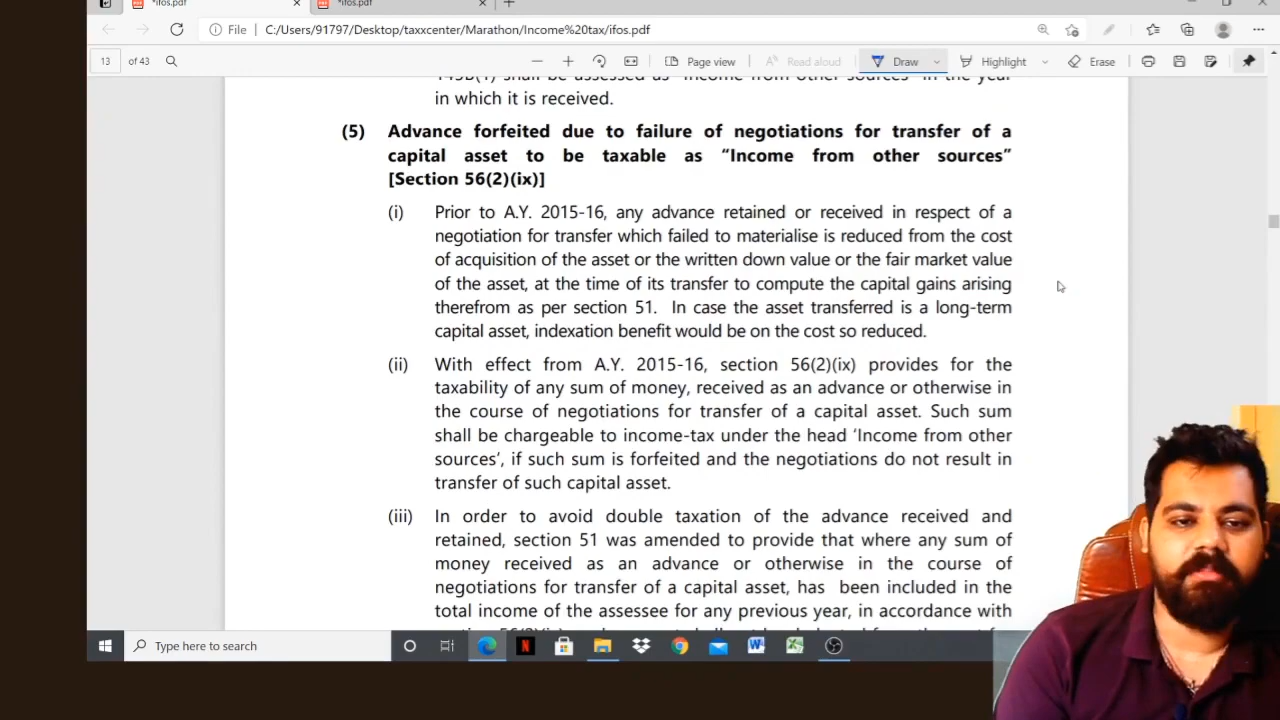 *ifos.pdf
*ifos.pdf
File
C:/Users/91797/Desktop/taxxcenter/Marathon/Income%20tax/ifos.pdf
13 of 43
Page view
Read aloud
Draw
Highlight
Erase
145B(1) shall be assessed as "Income from other sources" in the year
in which it is received.
(5) Advance forfeited due to failure of negotiations for transfer of a
capital asset to be taxable as “Income from other sources”
[Section 56(2)(ix)]
(i) Prior to A.Y. 2015-16, any advance retained or received in respect of a
negotiation for transfer which failed to materialise is reduced from the cost
of acquisition of the asset or the written down value or the fair market value
of the asset, at the time of its transfer to compute the capital gains arising
therefrom as per section 51. In case the asset transferred is a long-term
capital asset, indexation benefit would be on the cost so reduced.
(ii) With effect from A.Y. 2015-16, section 56(2)(ix) provides for the
taxability of any sum of money, received as an advance or otherwise in
the course of negotiations for transfer of a capital asset. Such sum
shall be chargeable to income-tax under the head ‘Income from other
sources’, if such sum is forfeited and the negotiations do not result in
transfer of such capital asset.
(iii) In order to avoid double taxation of the advance received and
retained, section 51 was amended to provide that where any sum of
money received as an advance or otherwise in the course of
negotiations for transfer of a capital asset, has been included in the
total income of the assessee for any previous year, in accordance with
Type here to search